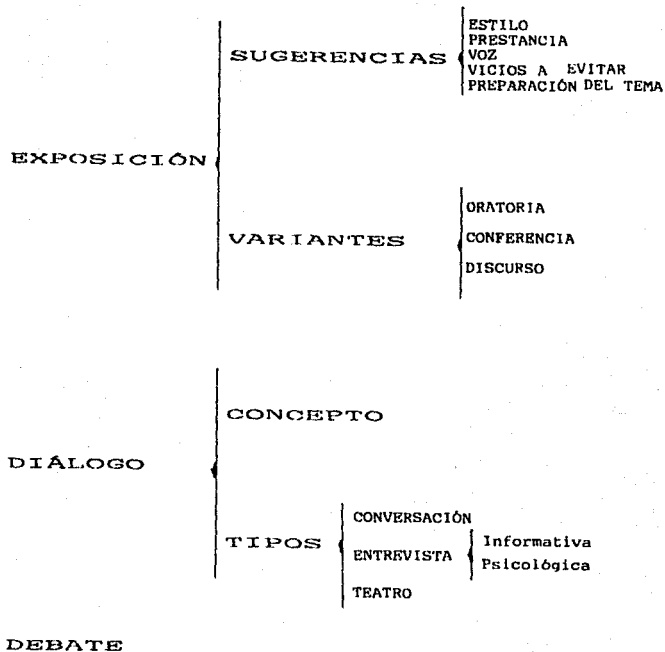 ESTILO
PRESTANCIA
SUGERENCIAS VOZ
VICIOS A EVITAR
PREPARACIÓN DEL TEMA
EXPOSICIÓN
ORATORIA
VARIANTES CONFERENCIA
DISCURSO
CONCEPTO
DIÁLOGO
CONVERSACIÓN
TIPOS ENTREVISTA Informativa
Psicológica
TEATRO
DEBATE